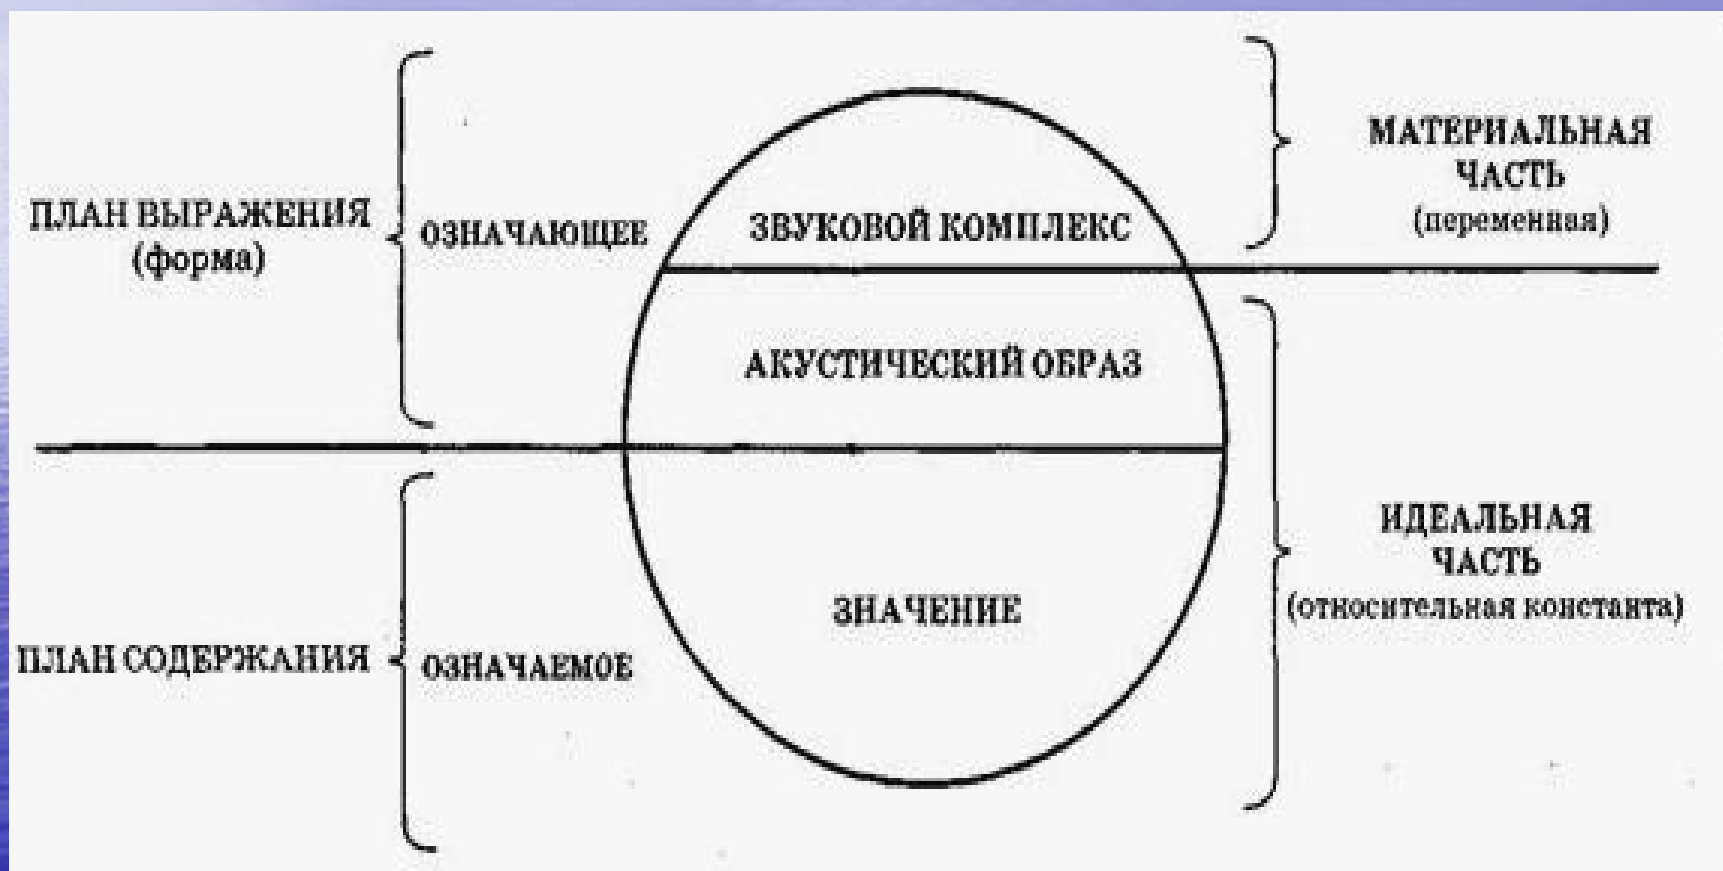 ПЛАН ВЫРАЖЕНИЯ
(форма)
ОЗНАЧАЮЩЕЕ
ЗВУКОВОЙ КОМПЛЕКС
МАТЕРИАЛЬНАЯ
ЧАСТЬ
(переменная)
АКУСТИЧЕСКИЙ ОБРАЗ
ПЛАН СОДЕРЖАНИЯ
ОЗНАЧАЕМОЕ
ЗНАЧЕНИЕ
ИДЕАЛЬНАЯ
ЧАСТЬ
(относительная константа)